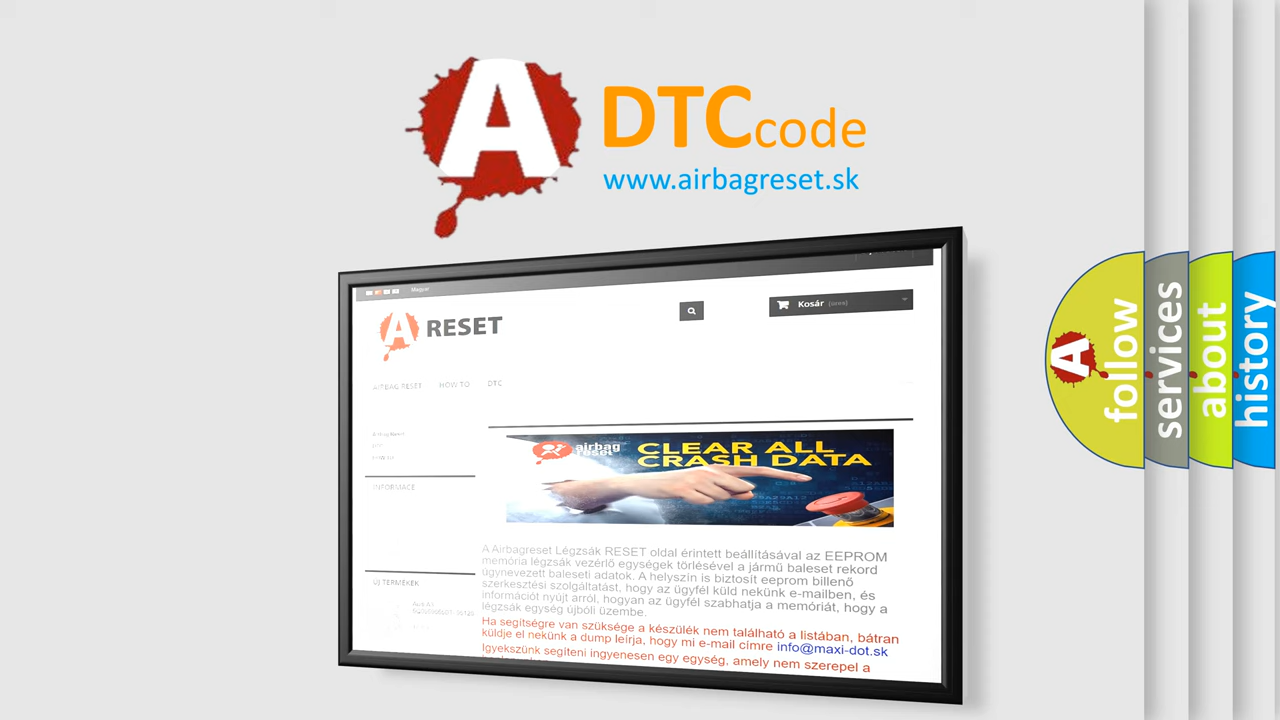 A DTCcode
www.airbagreset.sk
Magyar
A RESET
Kosár (üres)
AIRBAG RESET HOW TO DTC
airbag
reset
CLEAR ALL
CRASH DATA
INFORMACE
A Airbagreset Légzsák RESET oldal érintett beállításával az EEPROM
memória légzsák vezérlő egységek törlésével a jármű baleset rekord
úgynevezett baleseti adatok. A helyszín is biztosít eeprom billenő
szerkesztési szolgáltatást, hogy az ügyfél küld nekünk e-mailben, és
információt nyújt árról, hogyan az ügyfél szabhatja a memóriát, hogy a
légzsák egység újbóli üzembe.
Ha segítségre van szüksége a készülék nem található a listában, bátran
küldje el nekünk a dump leírja, hogy mi e-mail címre info@maxi-dot.sk
Igyekszünk segíteni ingyenesen egy egység, amely nem szerepel a
ÚJ TERMÉKEK
A follow
services
about
history